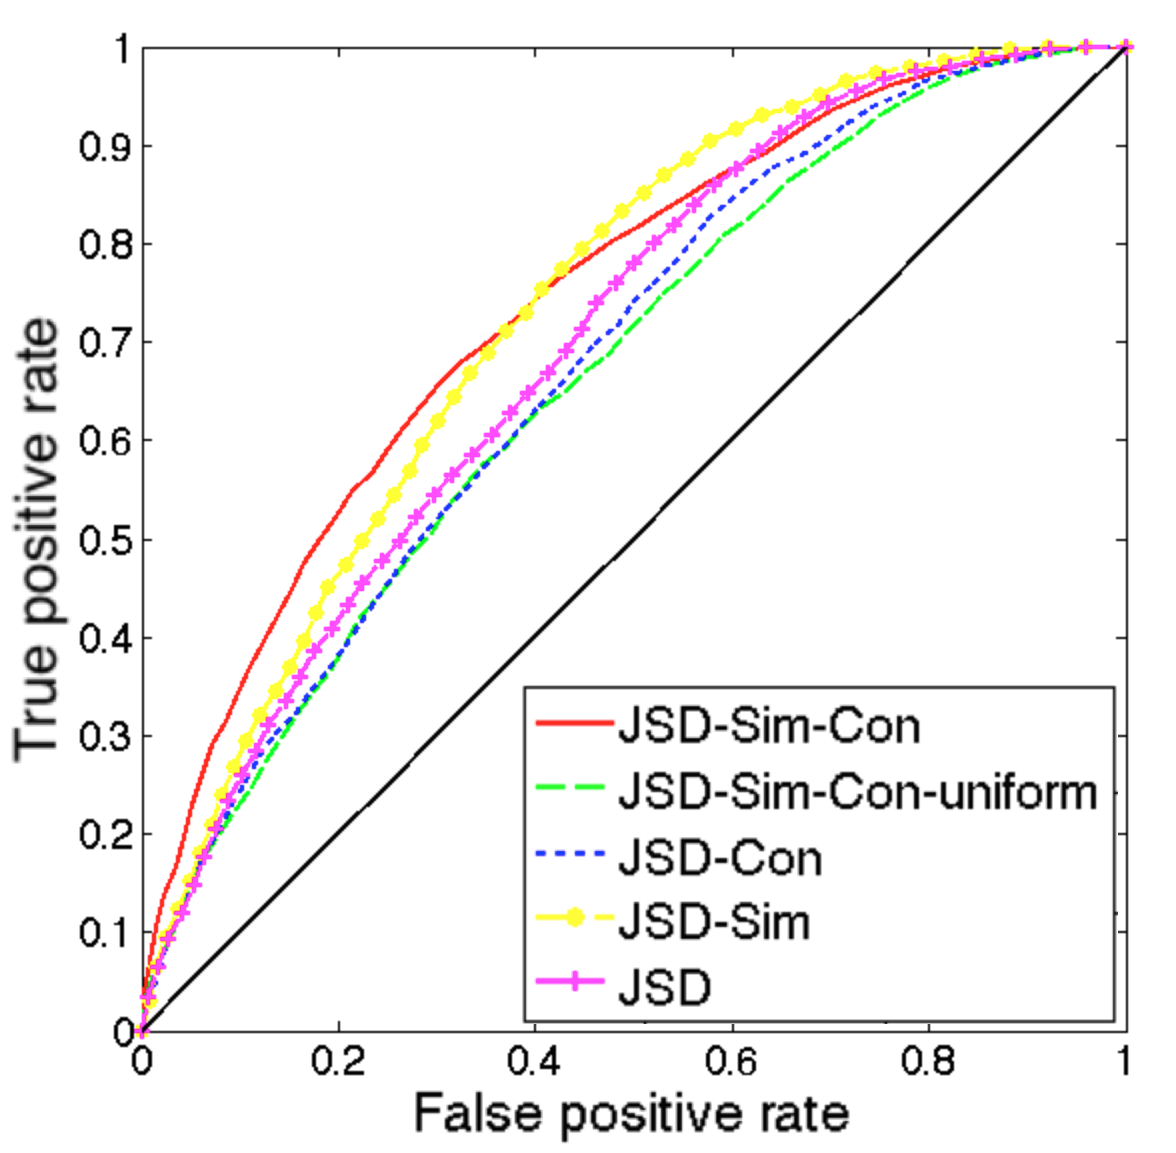 True positive rate
1
0.9
0.8
0.7
0.6
0.5
0.4
0.3
0.2
0.1
0
0 0.2 0.4 0.6 0.8 1
False positive rate
JSD-Sim-Con
JSD-Sim-Con-uniform
JSD-Con
JSD-Sim
JSD